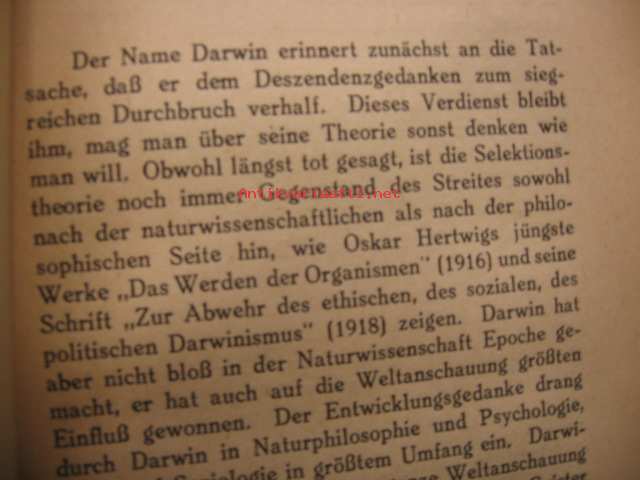 Der Name Darwin erinnert zunächst an die Tat-
sache, daß er dem Deszendenzgedanken zum sieg-
reichen Durchbruch verhalf. Dieses Verdienst bleibt
ihm, mag man über seine Theorie sonst denken wie
man will. Obwohl längst tot gesagt, ist die Selektions-
theorie noch immer Gegenstand des Streites sowohl
nach der naturwissenschaftlichen als nach der philo-
sophischen Seite hin, wie Oskar Hertwigs jüngste
Werke „Das Werden der Organismen" (1916) und seine
Schrift „Zur Abwehr des ethischen, des sozialen, des
politischen Darwinismus" (1918) zeigen. Darwin hat
aber nicht bloß in der Naturwissenschaft Epoche ge-
macht, er hat auch auf die Weltanschauung größten
Einfluß gewonnen. Der Entwicklungsgedanke drang
durch Darwin in Naturphilosophie und Psychologie,
Soziologie in größtem Umfang ein. Darwi-
Weltanschauung